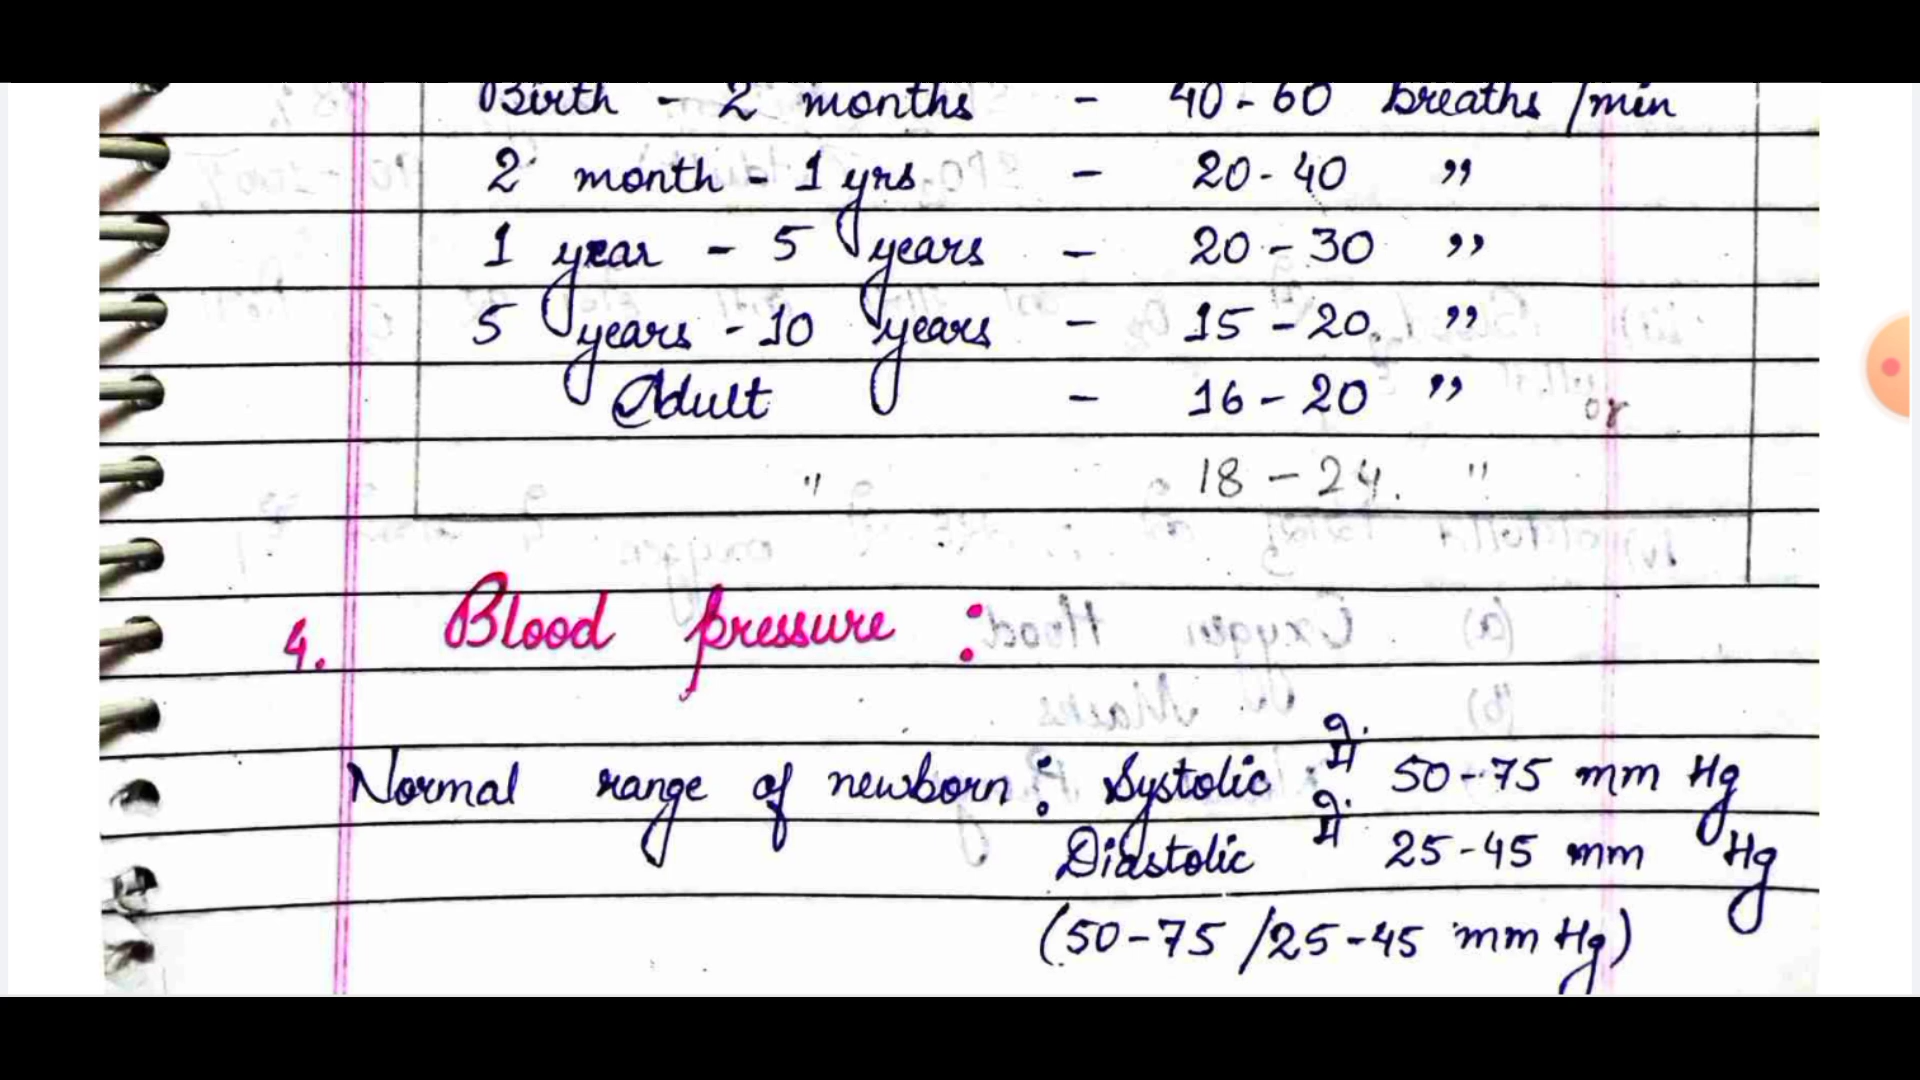 Birth - 2 months - 40-60 breaths/min
2 month - 1 yrs - 20-40 ”
1 year - 5 years - 20-30 ”
5 years - 10 years - 15-20. ”
Adult - 16-20 ” or
" 18-24. "
4. Blood pressure :
Normal range of newborn : Systolic में 50-75 mm Hg
Diastolic में 25-45 mm Hg
(50-75/25-45 mm Hg)